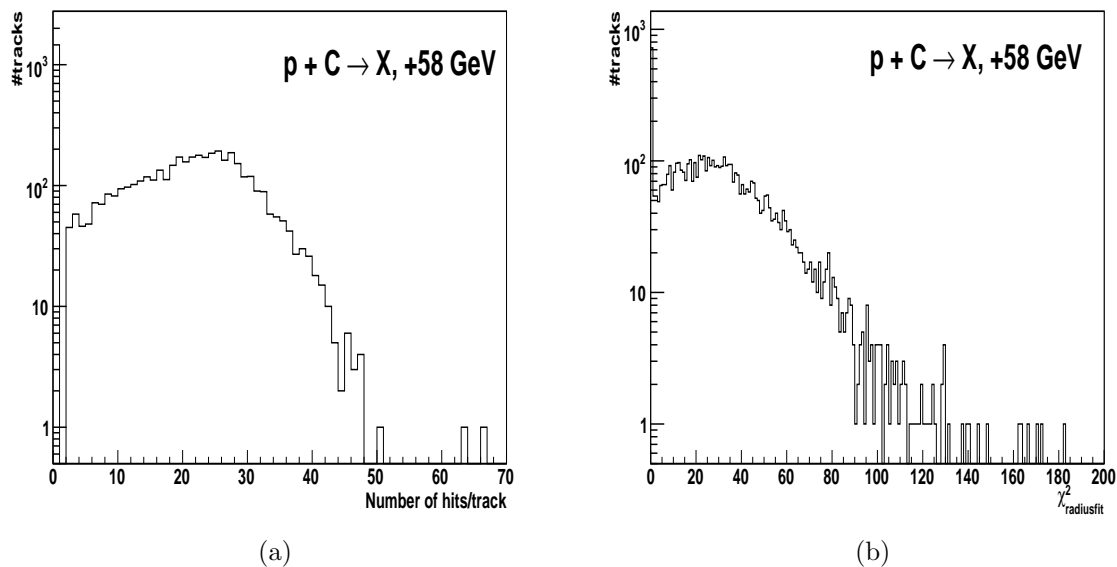 #tracks
10³
10²
10
1
p + C → X, +58 GeV
0 10 20 30 40 50 60 70
Number of hits/track
(a)
#tracks
10³
10²
10
1
p + C → X, +58 GeV
0 20 40 60 80 100 120 140 160 180 200
χ²radiusfit
(b)